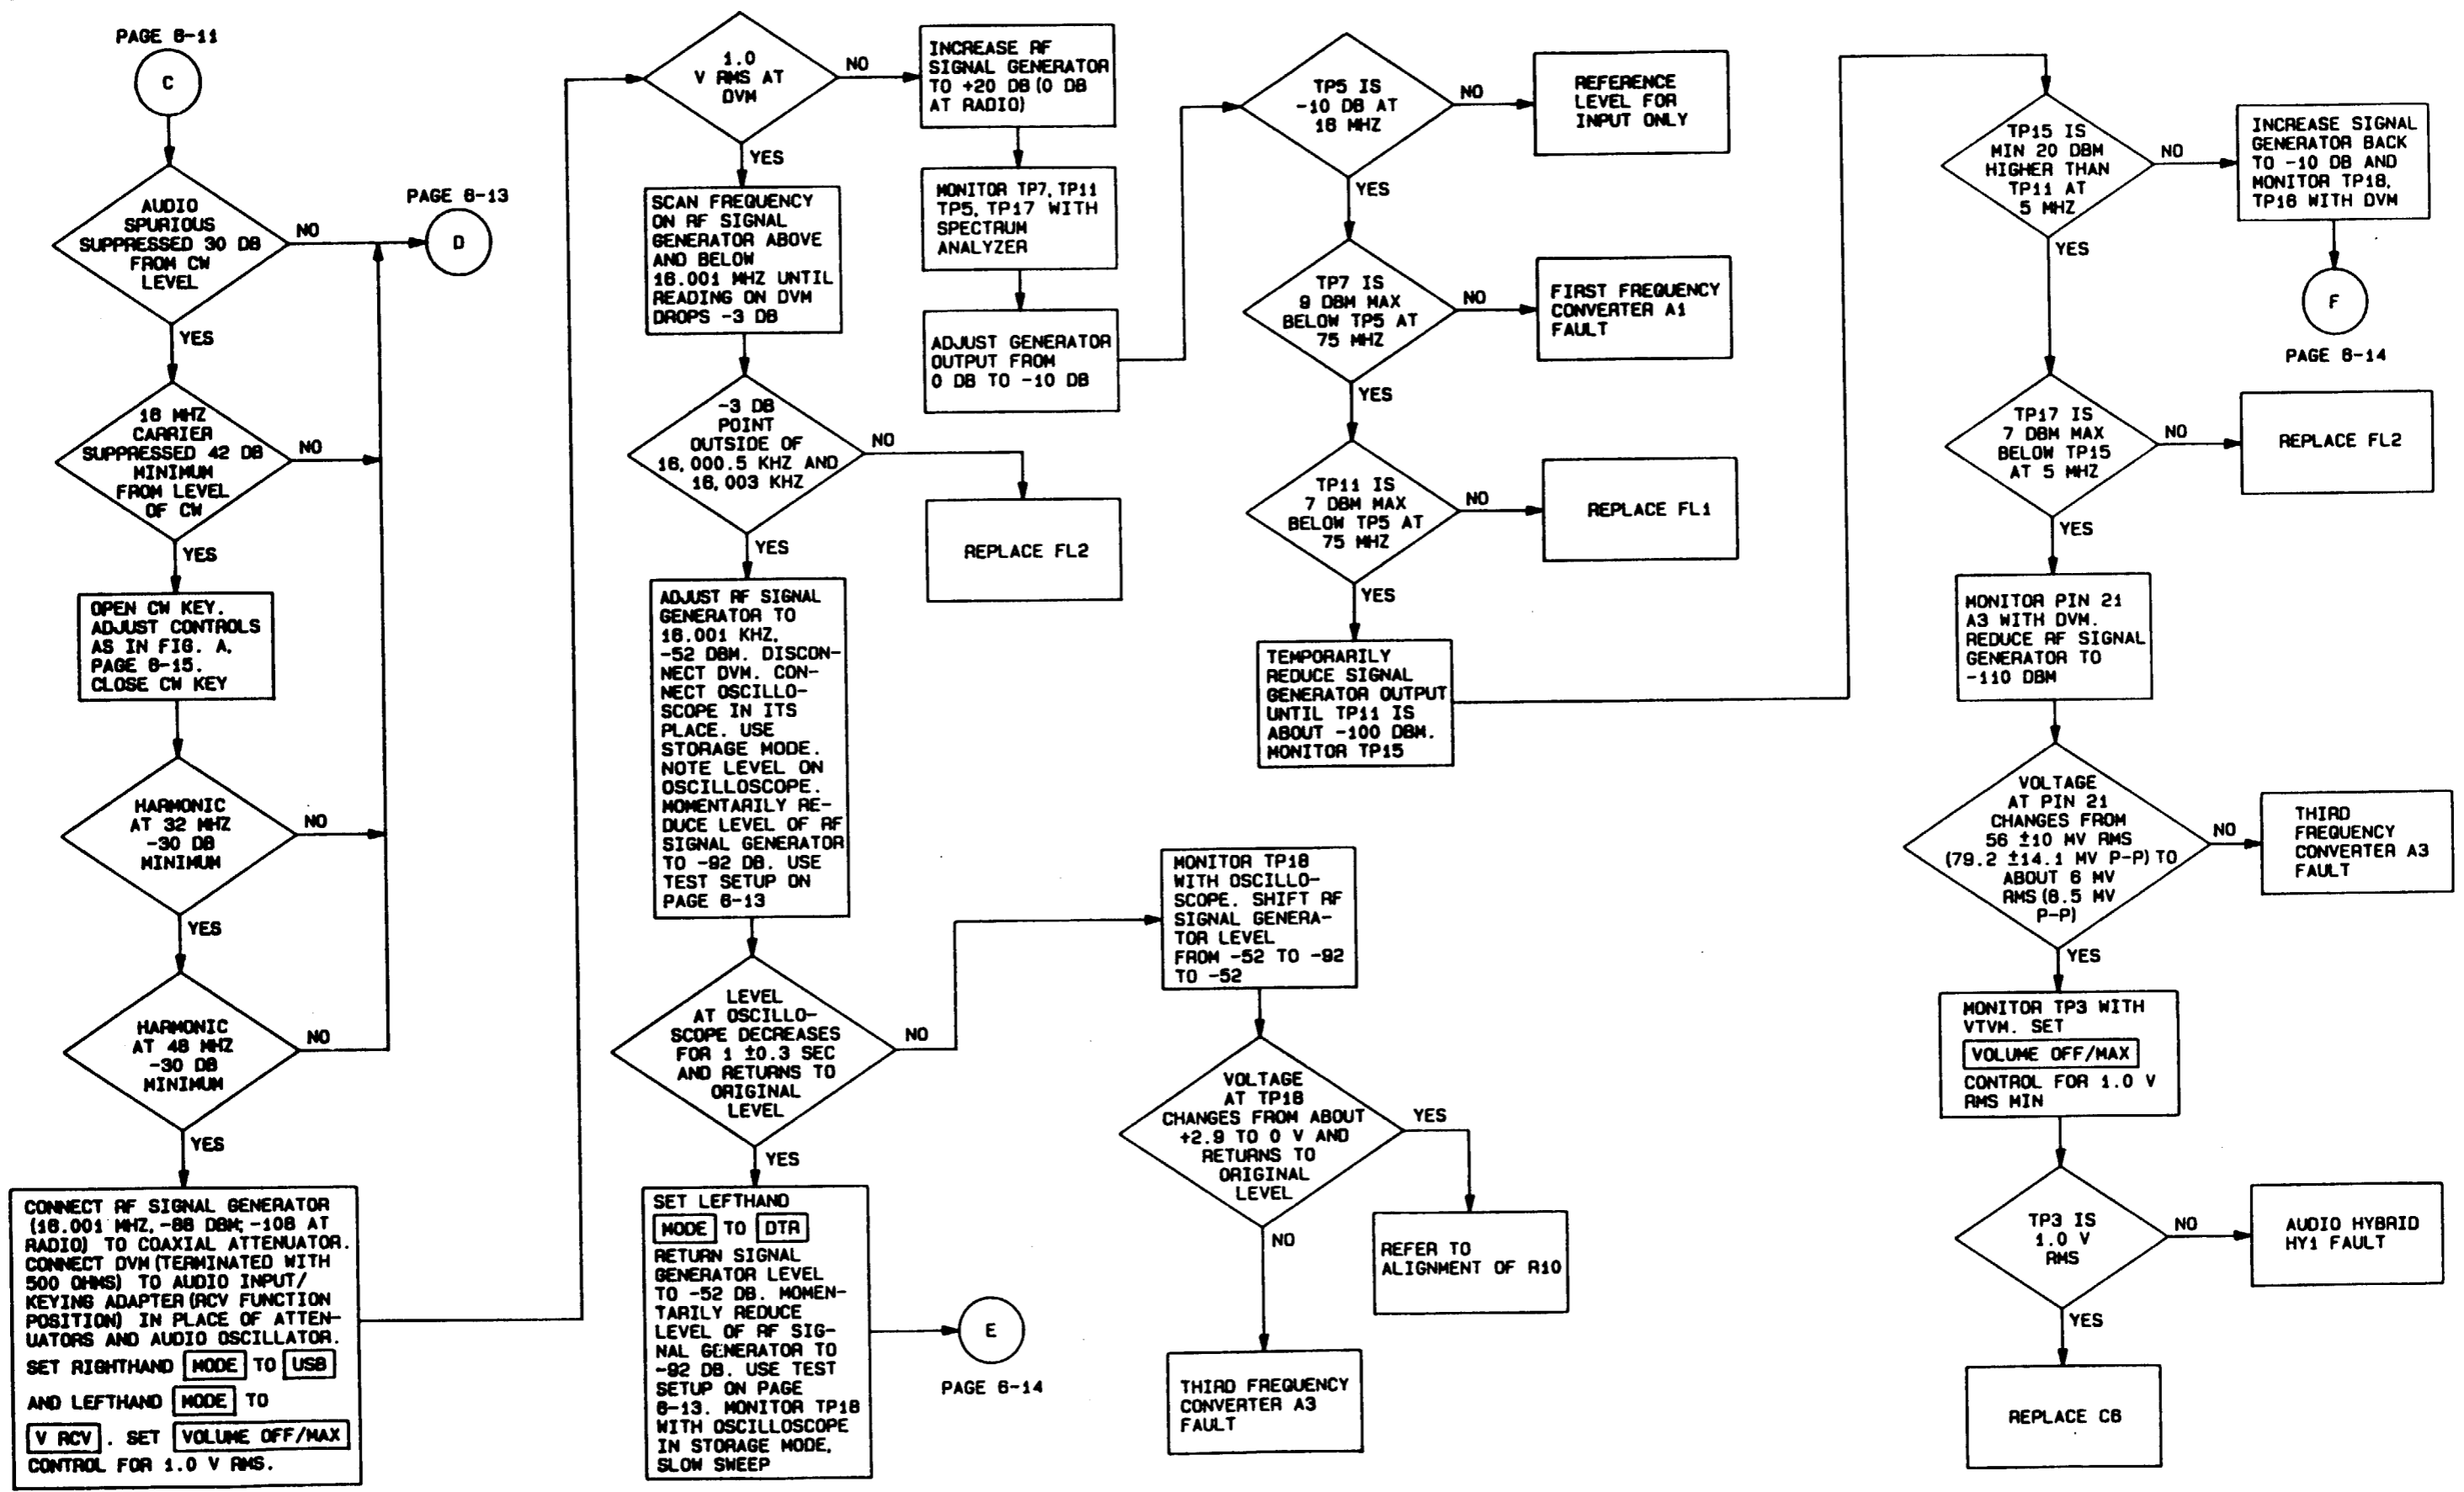 PAGE 6-11
C
AUDIO
SPURIOUS
SUPPRESSED 30 DB
FROM CW
LEVEL
NO
PAGE 6-13
D
YES
16 MHZ
CARRIER
SUPPRESSED 42 DB
MINIMUM
FROM LEVEL
OF CW
NO
YES
OPEN CW KEY.
ADJUST CONTROLS
AS IN FIG. A,
PAGE 6-15.
CLOSE CW KEY
HARMONIC
AT 32 MHZ
-30 DB
MINIMUM
NO
YES
HARMONIC
AT 48 MHZ
-30 DB
MINIMUM
NO
YES
CONNECT RF SIGNAL GENERATOR
(16.001 MHZ, -88 DBM; -108 AT
RADIO) TO COAXIAL ATTENUATOR.
CONNECT DVM (TERMINATED WITH
500 OHMS) TO AUDIO INPUT/
KEYING ADAPTER (RCV FUNCTION
POSITION) IN PLACE OF ATTEN-
UATORS AND AUDIO OSCILLATOR.
SET RIGHTHAND MODE TO USB
AND LEFTHAND MODE TO
V RCV . SET VOLUME OFF/MAX
CONTROL FOR 1.0 V RMS.
1.0
V RMS AT
DVM
NO
YES
INCREASE RF
SIGNAL GENERATOR
TO +20 DB (0 DB
AT RADIO)
MONITOR TP7, TP11
TP5, TP17 WITH
SPECTRUM
ANALYZER
ADJUST GENERATOR
OUTPUT FROM
0 DB TO -10 DB
SCAN FREQUENCY
ON RF SIGNAL
GENERATOR ABOVE
AND BELOW
16.001 MHZ UNTIL
READING ON DVM
DROPS -3 DB
-3 DB
POINT
OUTSIDE OF
16,000.5 KHZ AND
16,003 KHZ
NO
REPLACE FL2
YES
ADJUST RF SIGNAL
GENERATOR TO
16.001 KHZ,
-52 DBM. DISCON-
NECT DVM. CON-
NECT OSCILLO-
SCOPE IN ITS
PLACE. USE
STORAGE MODE.
NOTE LEVEL ON
OSCILLOSCOPE.
MOMENTARILY RE-
DUCE LEVEL OF RF
SIGNAL GENERATOR
TO -92 DB. USE
TEST SETUP ON
PAGE 6-13
LEVEL
AT OSCILLO-
SCOPE DECREASES
FOR 1 ±0.3 SEC
AND RETURNS TO
ORIGINAL
LEVEL
NO
YES
SET LEFTHAND
MODE TO DTR
RETURN SIGNAL
GENERATOR LEVEL
TO -52 DB. MOMEN-
TARILY REDUCE
LEVEL OF RF SIG-
NAL GENERATOR TO
-92 DB. USE TEST
SETUP ON PAGE
6-13. MONITOR TP18
WITH OSCILLOSCOPE
IN STORAGE MODE,
SLOW SWEEP
E
PAGE 6-14
MONITOR TP18
WITH OSCILLO-
SCOPE. SHIFT RF
SIGNAL GENERA-
TOR LEVEL
FROM -52 TO -92
TO -52
VOLTAGE
AT TP18
CHANGES FROM ABOUT
+2.9 TO 0 V AND
RETURNS TO
ORIGINAL
LEVEL
YES
REFER TO
ALIGNMENT OF R10
NO
THIRD FREQUENCY
CONVERTER A3
FAULT
TP5 IS
-10 DB AT
16 MHZ
NO
REFERENCE
LEVEL FOR
INPUT ONLY
YES
TP7 IS
9 DBM MAX
BELOW TP5 AT
75 MHZ
NO
FIRST FREQUENCY
CONVERTER A1
FAULT
YES
TP11 IS
7 DBM MAX
BELOW TP5 AT
75 MHZ
NO
REPLACE FL1
YES
TEMPORARILY
REDUCE SIGNAL
GENERATOR OUTPUT
UNTIL TP11 IS
ABOUT -100 DBM.
MONITOR TP15
TP15 IS
MIN 20 DBM
HIGHER THAN
TP11 AT
5 MHZ
NO
INCREASE SIGNAL
GENERATOR BACK
TO -10 DB AND
MONITOR TP18,
TP16 WITH DVM
F
PAGE 6-14
YES
TP17 IS
7 DBM MAX
BELOW TP15
AT 5 MHZ
NO
REPLACE FL2
YES
MONITOR PIN 21
A3 WITH DVM.
REDUCE RF SIGNAL
GENERATOR TO
-110 DBM
VOLTAGE
AT PIN 21
CHANGES FROM
56 ±10 MV RMS
(79.2 ±14.1 MV P-P) TO
ABOUT 6 MV
RMS (8.5 MV
P-P)
NO
THIRD
FREQUENCY
CONVERTER A3
FAULT
YES
MONITOR TP3 WITH
VTVM. SET
VOLUME OFF/MAX
CONTROL FOR 1.0 V
RMS MIN
TP3 IS
1.0 V
RMS
NO
AUDIO HYBRID
HY1 FAULT
YES
REPLACE C6